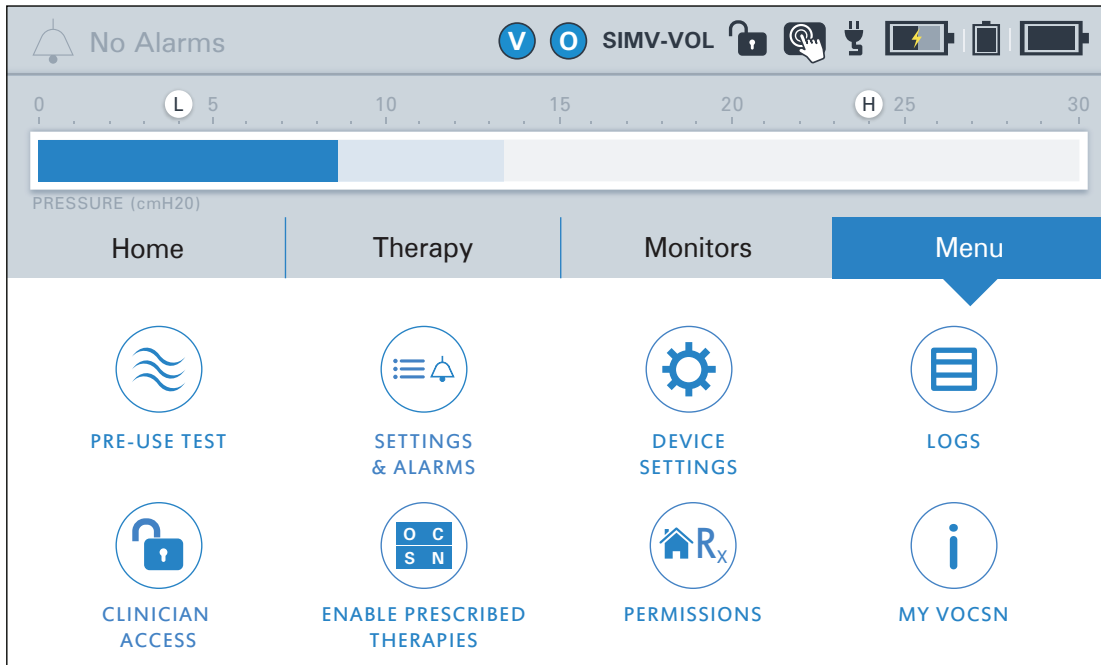 No Alarms
V O SIMV-VOL
0 L 5 10 15 20 H 25 30
PRESSURE (cmH20)
Home Therapy Monitors Menu
PRE-USE TEST
SETTINGS
& ALARMS
DEVICE
SETTINGS
LOGS
CLINICIAN
ACCESS
O C
S N
ENABLE PRESCRIBED
THERAPIES
Rx
PERMISSIONS
i
MY VOCSN